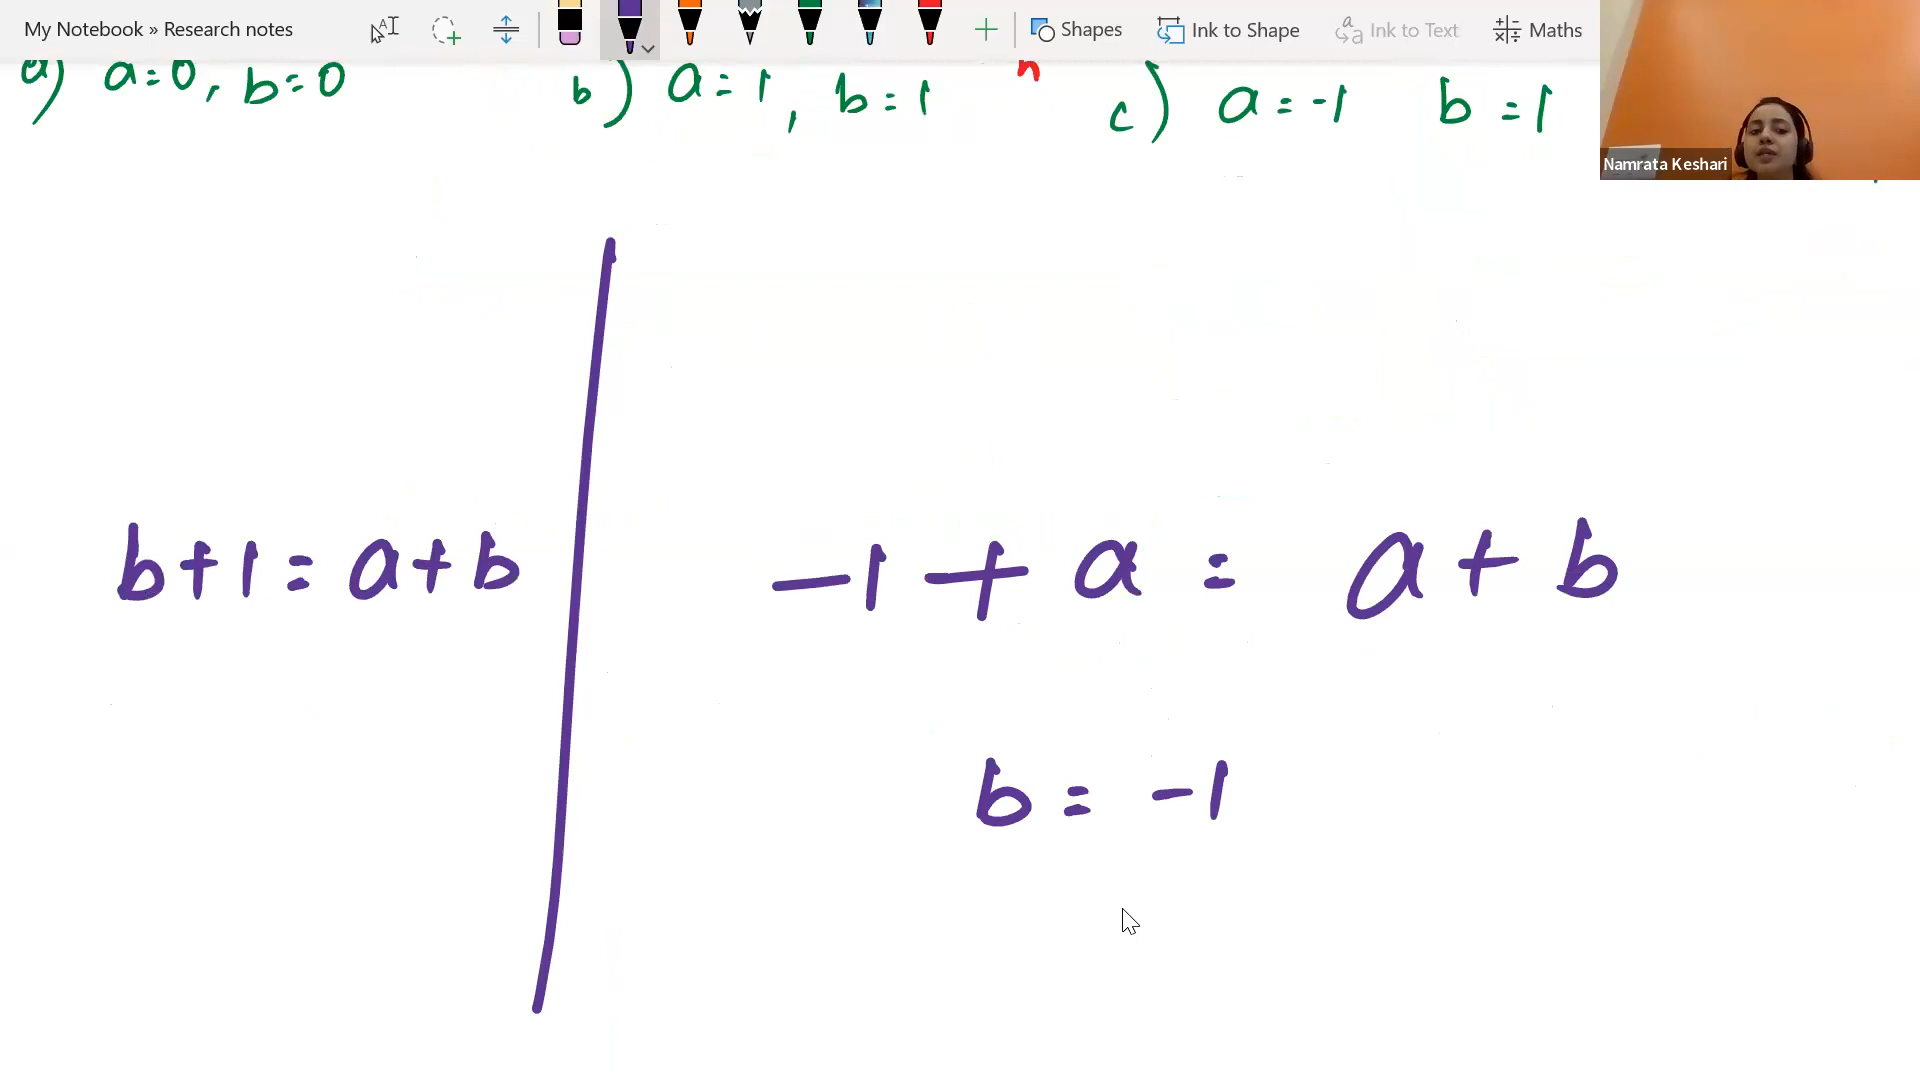 My Notebook » Research notes
Shapes
Ink to Shape
Ink to Text
Maths
a) a=0, b=0
b) a=1, b=1
c) a=-1 b=1
Namrata Keshari
b+1=a+b
-1+a=a+b
b=-1